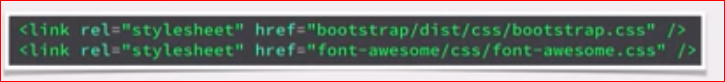 <link rel="stylesheet" href="bootstrap/dist/css/bootstrap.css" />
<link rel="stylesheet" href="font-awesome/css/font-awesome.css" />